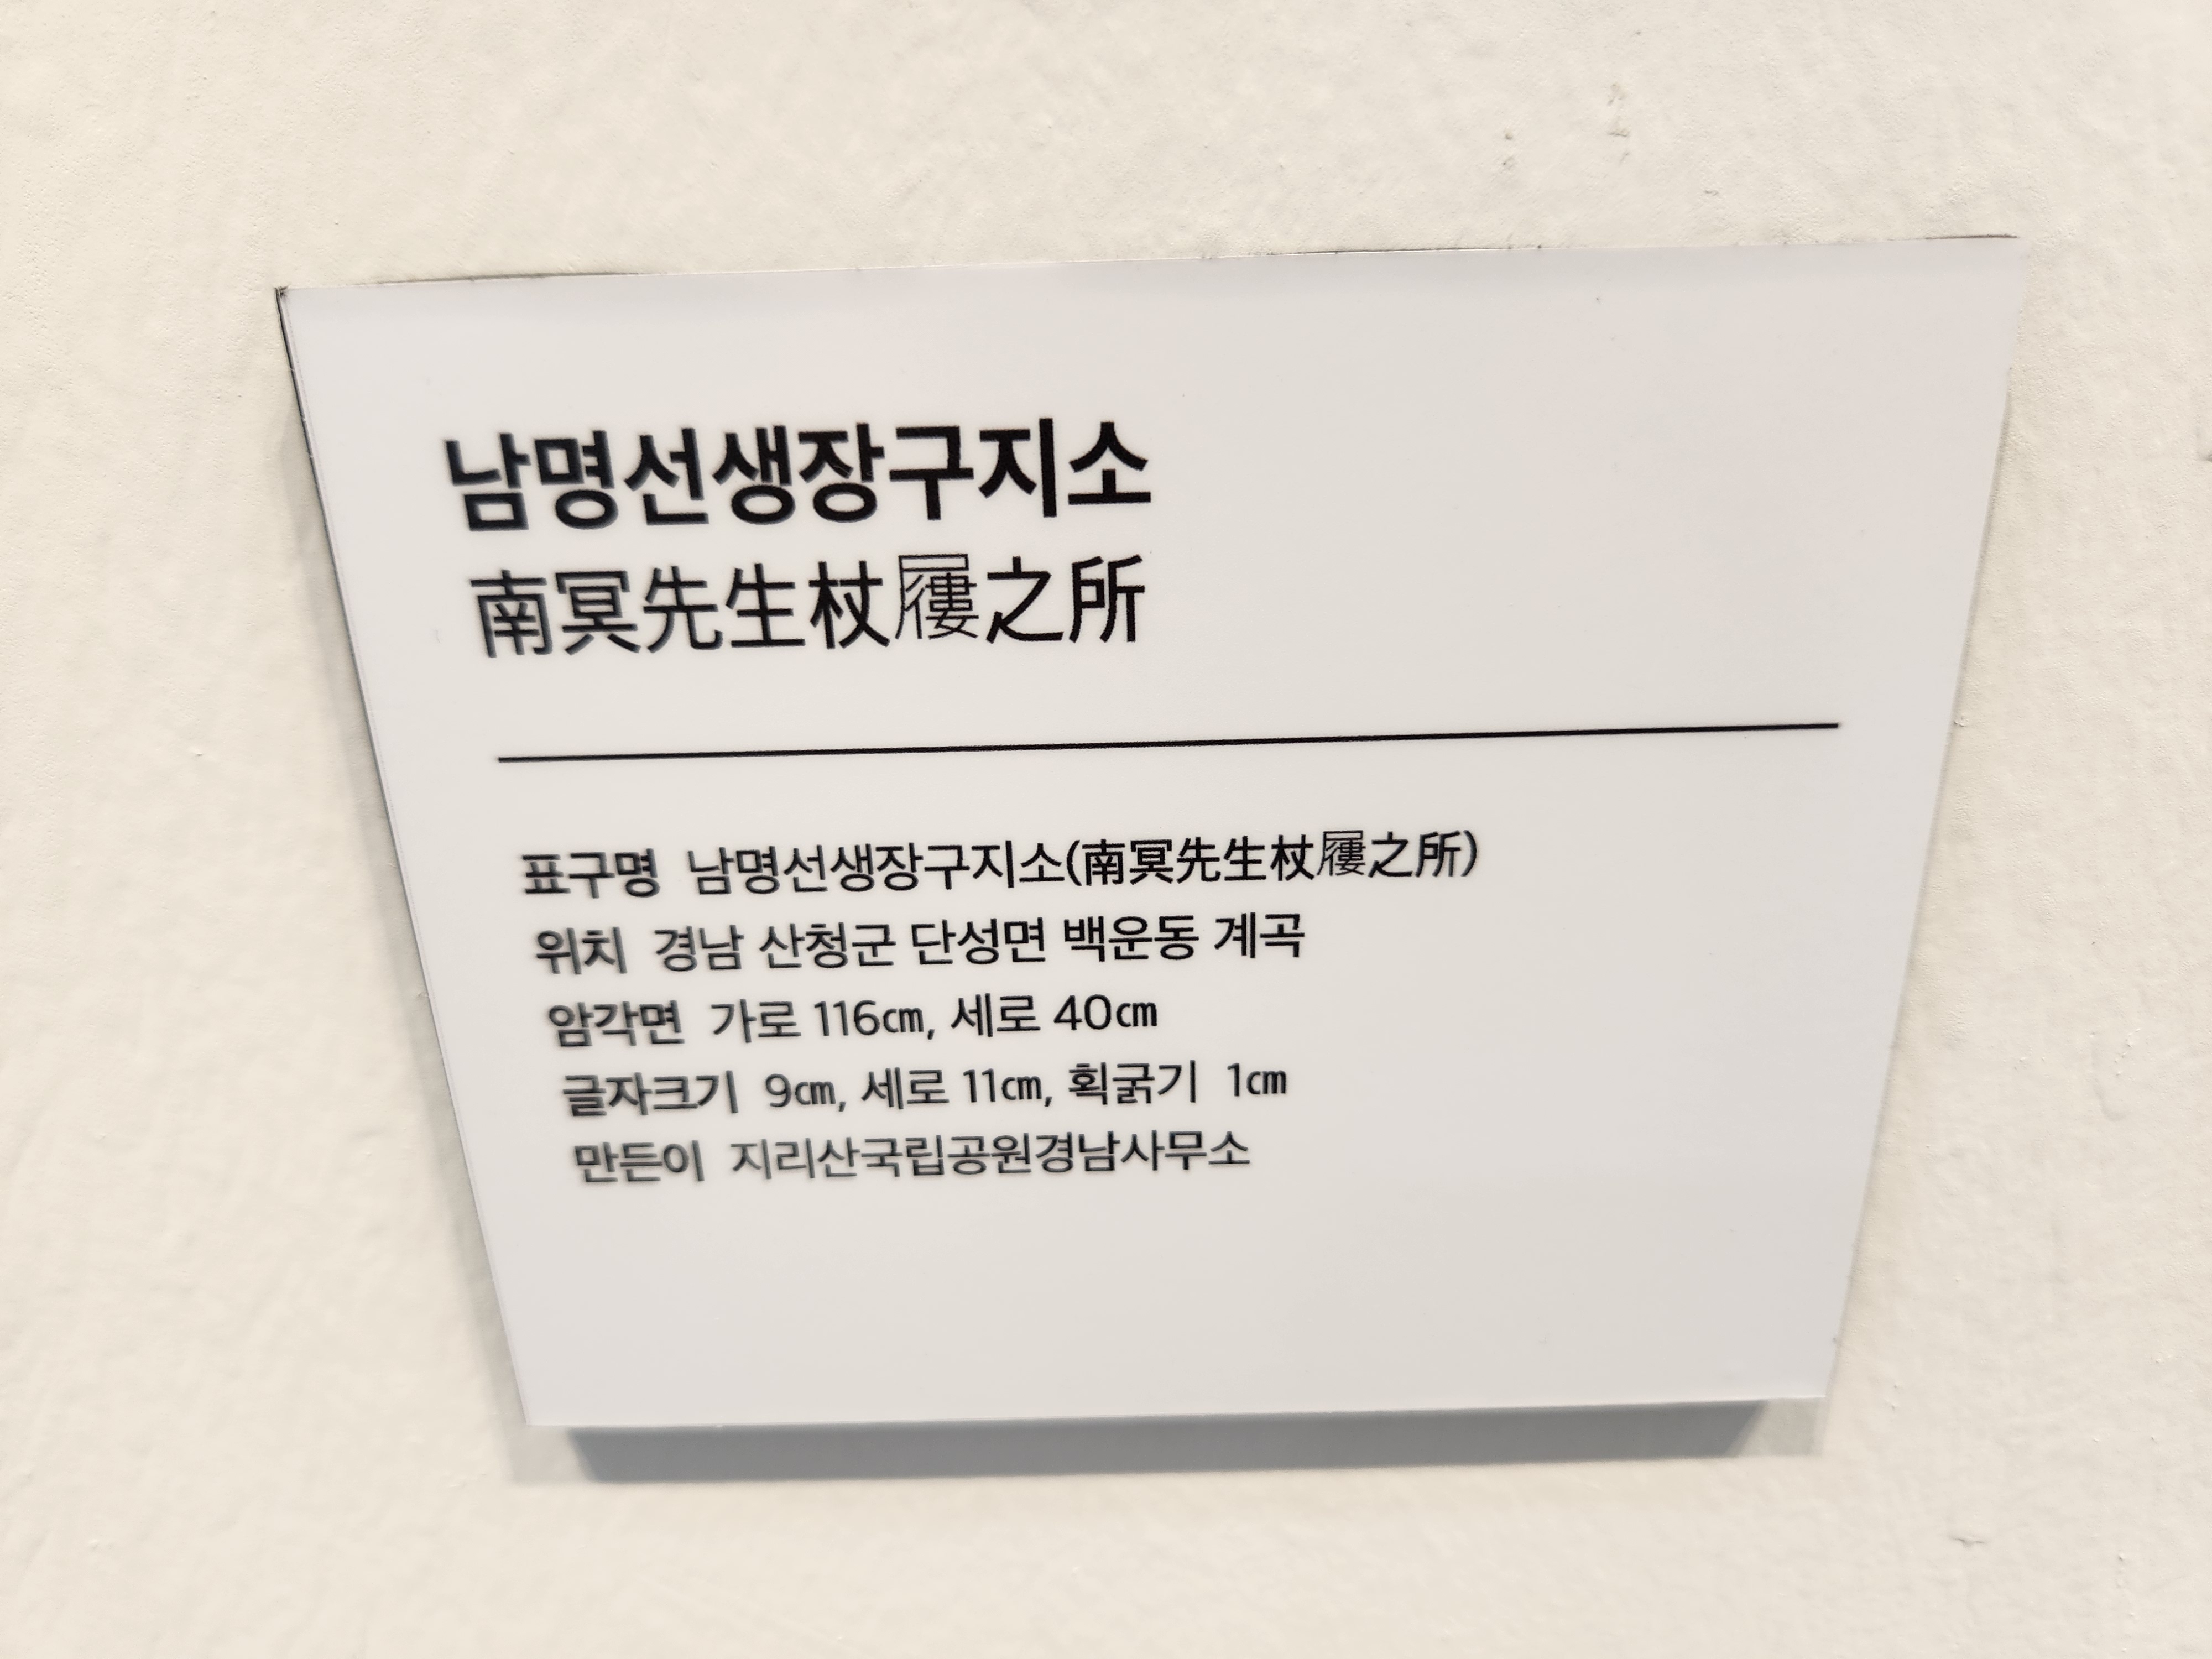 남명선생장구지소
南冥先生杖屨之所
표구명 남명선생장구지소(南冥先生杖屨之所)
위치 경남 산청군 단성면 백운동 계곡
암각면 가로 116㎝, 세로 40㎝
글자크기 9㎝, 세로 11㎝, 획굵기 1㎝
만든이 지리산국립공원경남사무소